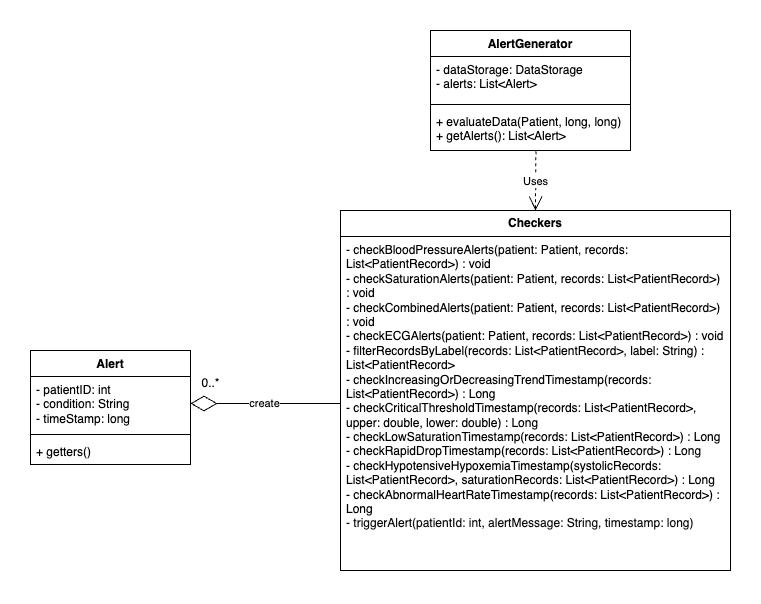 AlertGenerator
- dataStorage: DataStorage
- alerts: List<Alert>
+ evaluateData(Patient, long, long)
+ getAlerts(): List<Alert>
Uses
Checkers
- checkBloodPressureAlerts(patient: Patient, records:
List<PatientRecord>) : void
- checkSaturationAlerts(patient: Patient, records: List<PatientRecord>)
: void
- checkCombinedAlerts(patient: Patient, records: List<PatientRecord>)
: void
- checkECGAlerts(patient: Patient, records: List<PatientRecord>) : void
- filterRecordsByLabel(records: List<PatientRecord>, label: String) :
List<PatientRecord>
- checkIncreasingOrDecreasingTrendTimestamp(records:
List<PatientRecord>) : Long
- checkCriticalThresholdTimestamp(records: List<PatientRecord>,
upper: double, lower: double) : Long
- checkLowSaturationTimestamp(records: List<PatientRecord>) : Long
- checkRapidDropTimestamp(records: List<PatientRecord>) : Long
- checkHypotensiveHypoxemiaTimestamp(systolicRecords:
List<PatientRecord>, saturationRecords: List<PatientRecord>) : Long
- checkAbnormalHeartRateTimestamp(records: List<PatientRecord>) :
Long
- triggerAlert(patientId: int, alertMessage: String, timestamp: long)
Alert
- patientID: int
- condition: String
- timeStamp: long
+ getters()
0..*
create